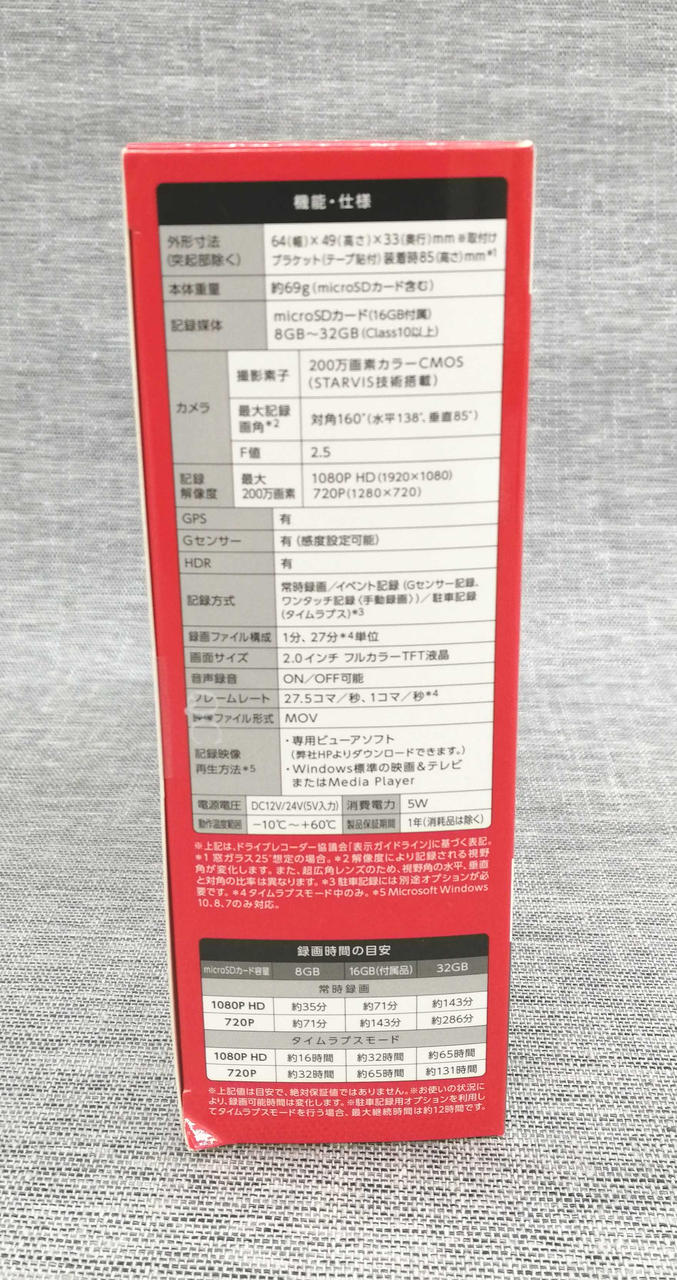 機能・仕様
外形寸法
(突起部除く)
64(幅)×49(高さ)×33(奥行)mm ※取付け
ブラケット(テープ貼付)装着時85(高さ)mm*1
本体重量
約69g(microSDカード含む)
記録媒体
microSDカード(16GB付属)
8GB〜32GB(Class10以上)
カメラ
撮影素子
200万画素カラーCMOS
(STARVIS技術搭載)
最大記録
画角*2
対角160°(水平138°、垂直85°)
F値
2.5
記録
解像度
最大
200万画素
1080P HD(1920×1080)
720P(1280×720)
GPS
有
Gセンサー
有(感度設定可能)
HDR
有
記録方式
常時録画/イベント記録(Gセンサー記録、
ワンタッチ記録〈手動録画〉)/駐車記録
(タイムラプス)*3
録画ファイル構成
1分、27分*4単位
画面サイズ
2.0インチ フルカラーTFT液晶
音声録音
ON/OFF可能
フレームレート
27.5コマ/秒、1コマ/秒*4
映像ファイル形式
MOV
記録映像
再生方法*5
・専用ビューアソフト
(弊社HPよりダウンロードできます。)
・Windows標準の映画&テレビ
またはMedia Player
電源電圧
DC12V/24V(5V入力)
消費電力
5W
動作温度範囲
-10℃〜+60℃
製品保証期間
1年(消耗品は除く)
※上記は、ドライブレコーダー協議会「表示ガイドライン」に基づく表記。
*1 窓ガラス25°想定の場合。*2 解像度により記録される視野
角が変化します。また、超広角レンズのため、視野角の水平、垂直
と対角の比率は異なります。*3 駐車記録には別途オプションが必
要です。*4 タイムラプスモード中のみ。*5 Microsoft Windows
10、8、7のみ対応。
録画時間の目安
microSDカード容量
8GB
16GB(付属品)
32GB
常時録画
1080P HD
約35分
約71分
約143分
720P
約71分
約143分
約286分
タイムラプスモード
1080P HD
約16時間
約32時間
約65時間
720P
約32時間
約65時間
約131時間
※上記値は目安で、絶対保証値ではありません。※お使いの状況に
より、録画可能時間は変化します。※駐車記録用オプションを利用し
てタイムラプスモードを行う場合、最大継続時間は約12時間です。